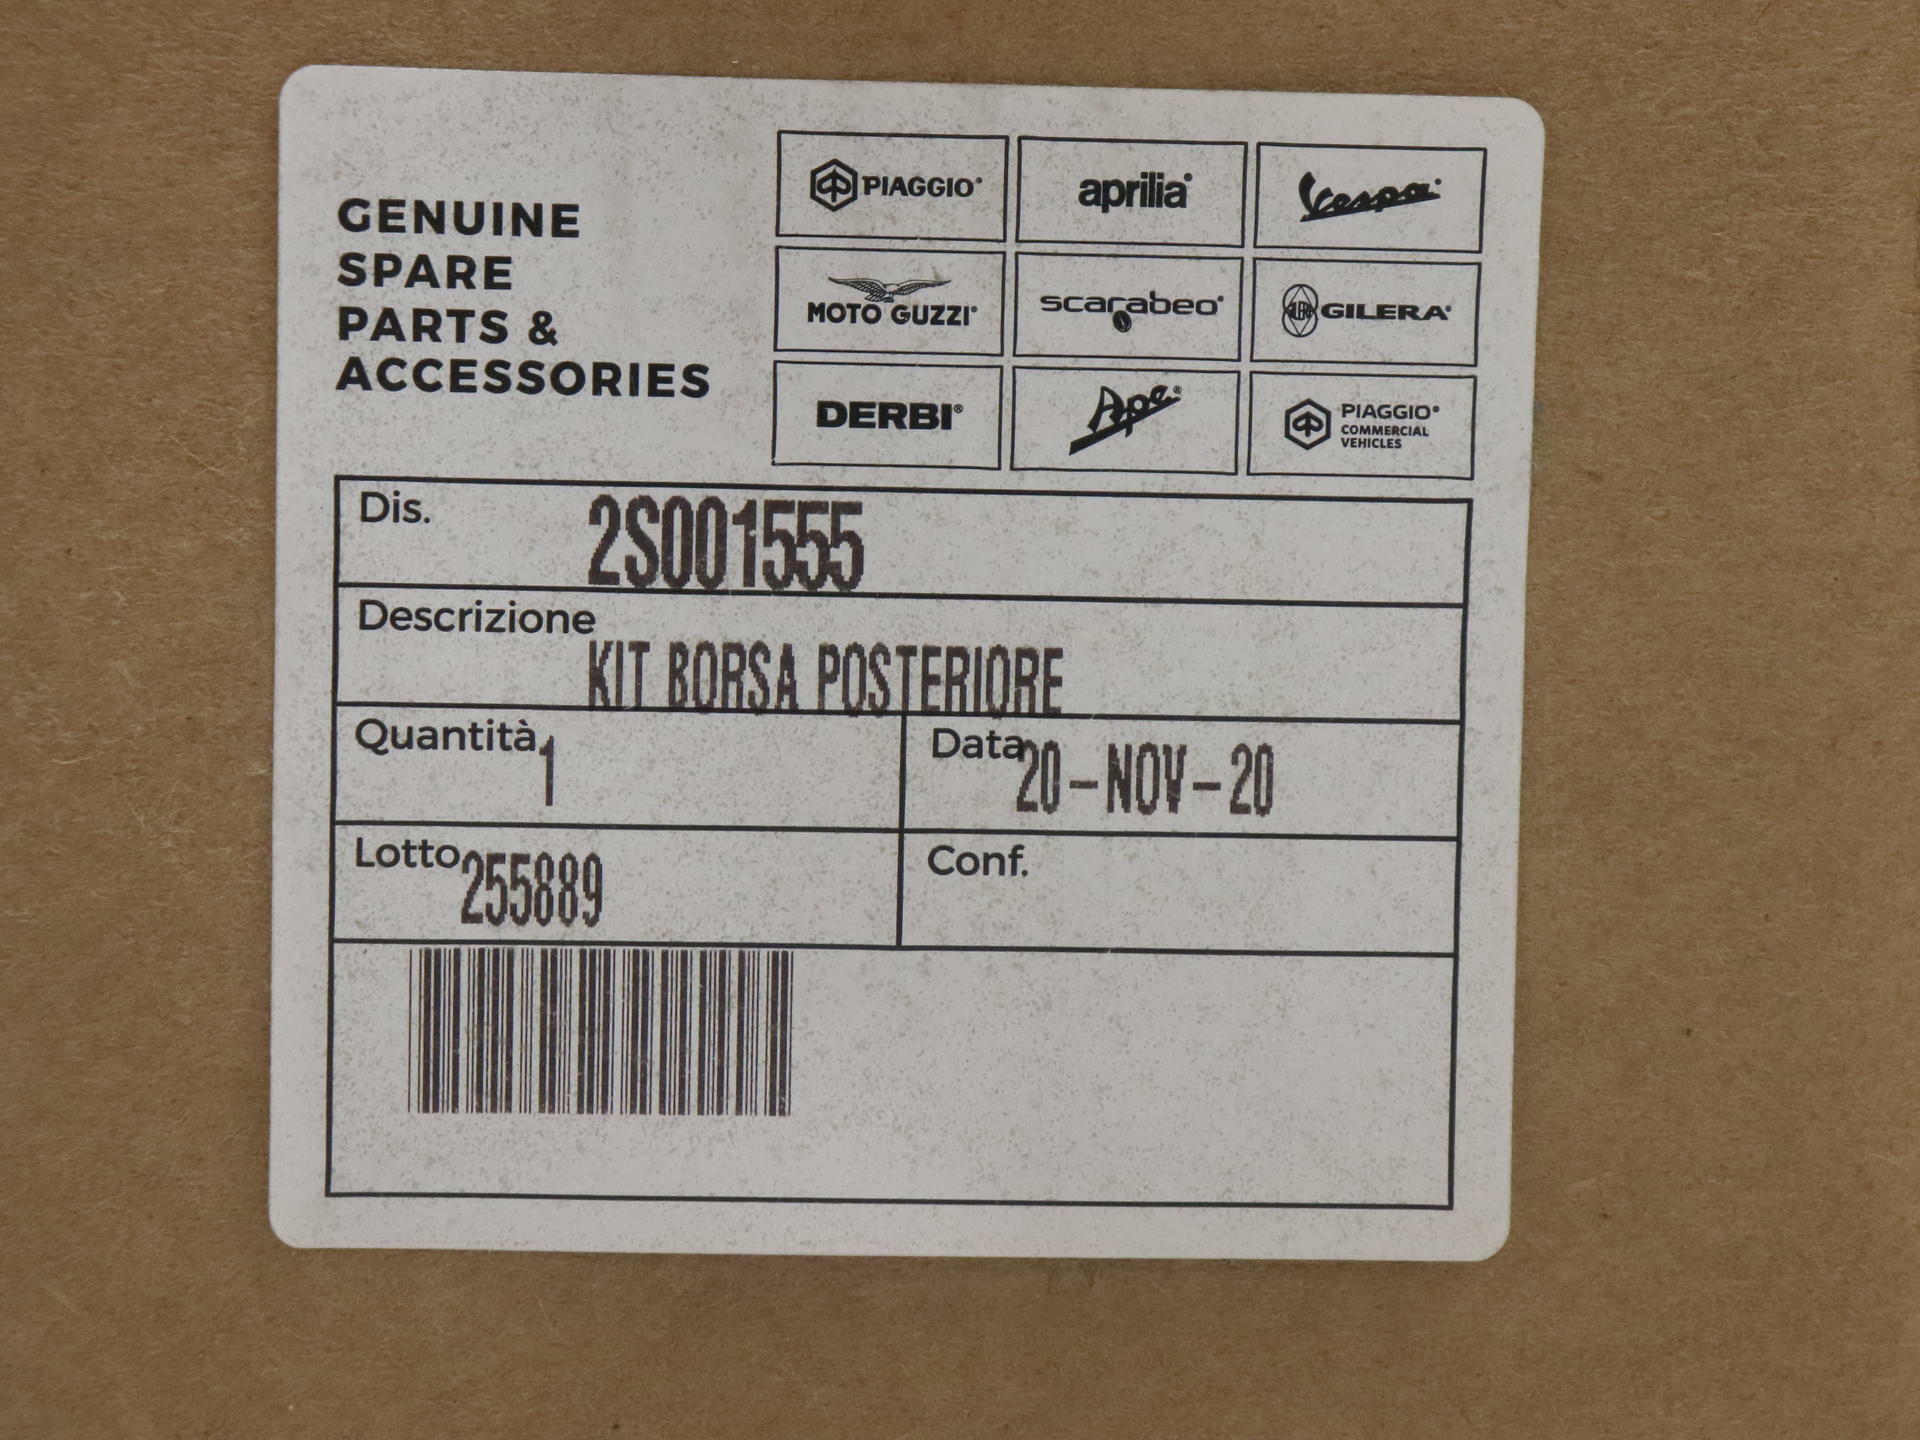 GENUINE
SPARE
PARTS &
ACCESSORIES
PIAGGIO®
aprilia®
Vespa®
MOTO GUZZI®
scarabeo®
GILERA®
DERBI®
Ape®
PIAGGIO®
COMMERCIAL
VEHICLES
Dis. 2S001555
Descrizione
KIT BORSA POSTERIORE
Quantità 1
Data 20-NOV-20
Lotto 255889
Conf.